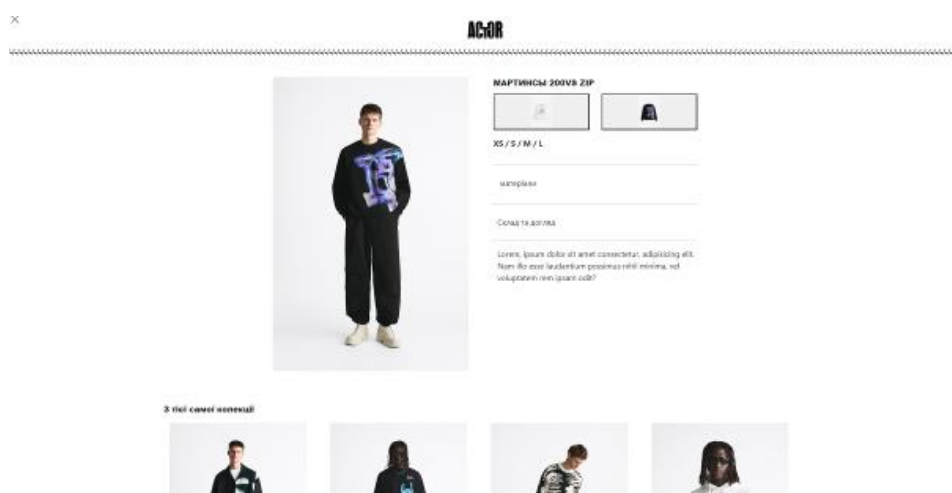 ACTOR
МАРТИНСЫ 200VS ZIP
XS / S / M / L
матеріали
Склад та догляд
Lorem, ipsum dolor sit amet consectetur, adipisicing elit.
Nam illo esse laudantium possimus nihil minima, vel
voluptatem rem ipsam odit?
З тієї самої колекції